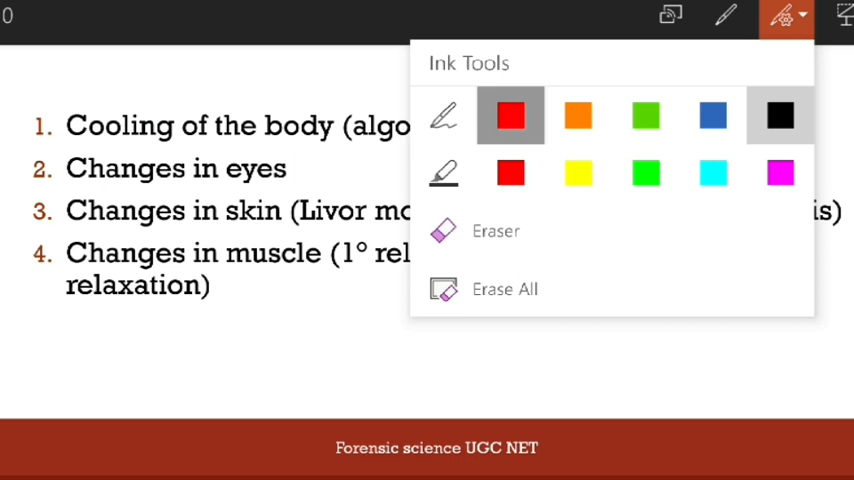 0
Ink Tools
1. Cooling of the body (algo
2. Changes in eyes
3. Changes in skin (Livor mo is)
4. Changes in muscle (1° rel
relaxation)
Eraser
Erase All
Forensic science UGC NET